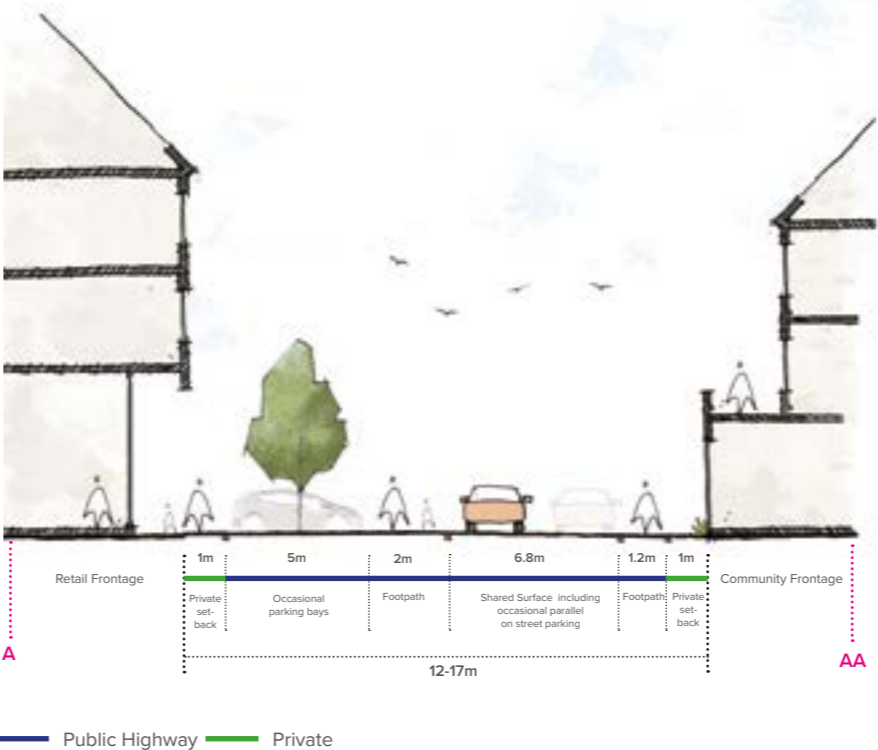 1m
5m
2m
6.8m
1.2m
1m
Retail Frontage
Private
set-
back
Occasional
parking bays
Footpath
Shared Surface including
occasional parallel
on street parking
Footpath
Private
set-
back
Community Frontage
A
12-17m
AA
Public Highway
Private